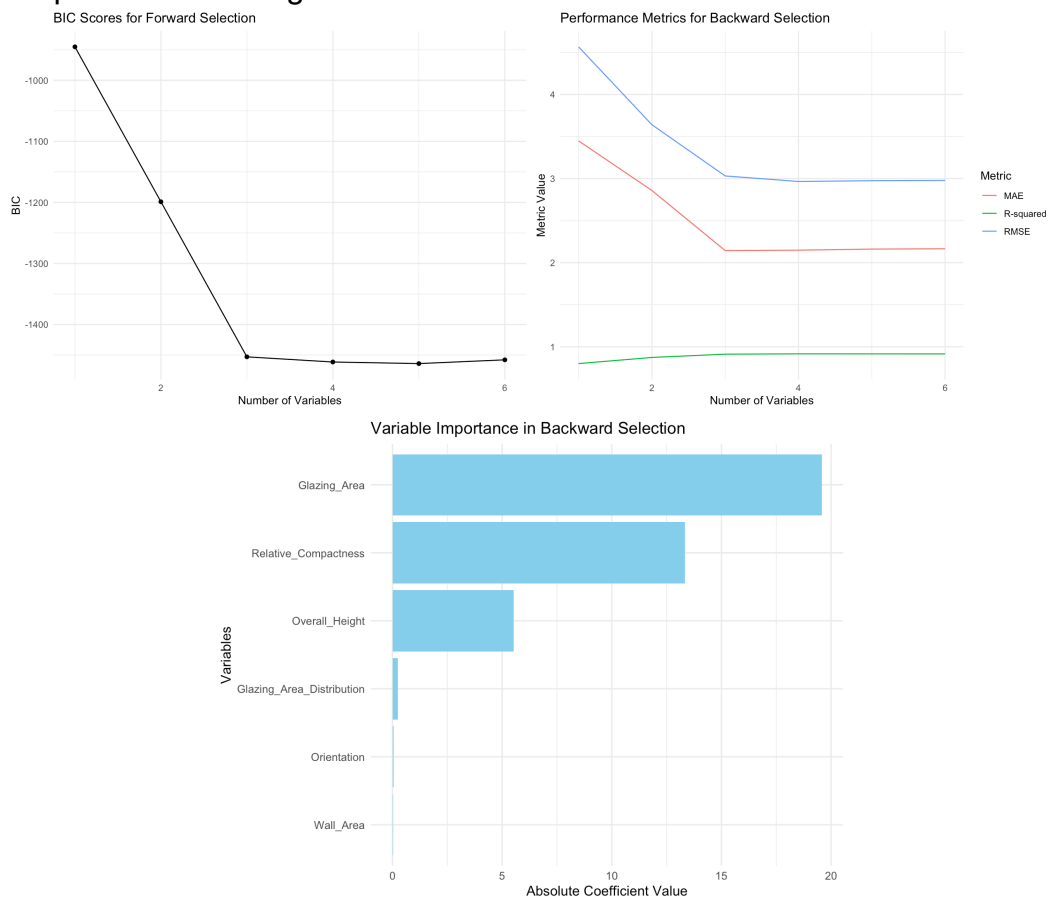 BIC Scores for Forward Selection
-1000
-1100
-1200
-1300
-1400
BIC
2
4
6
Number of Variables
Performance Metrics for Backward Selection
4
3
2
1
Metric Value
2
4
6
Number of Variables
Metric
MAE
R-squared
RMSE
Variable Importance in Backward Selection
Glazing_Area
Relative_Compactness
Overall_Height
Glazing_Area_Distribution
Orientation
Wall_Area
Variables
0
5
10
15
20
Absolute Coefficient Value